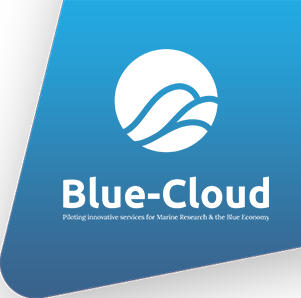 Blue-Cloud
Piloting innovative services for Marine Research & the Blue Economy